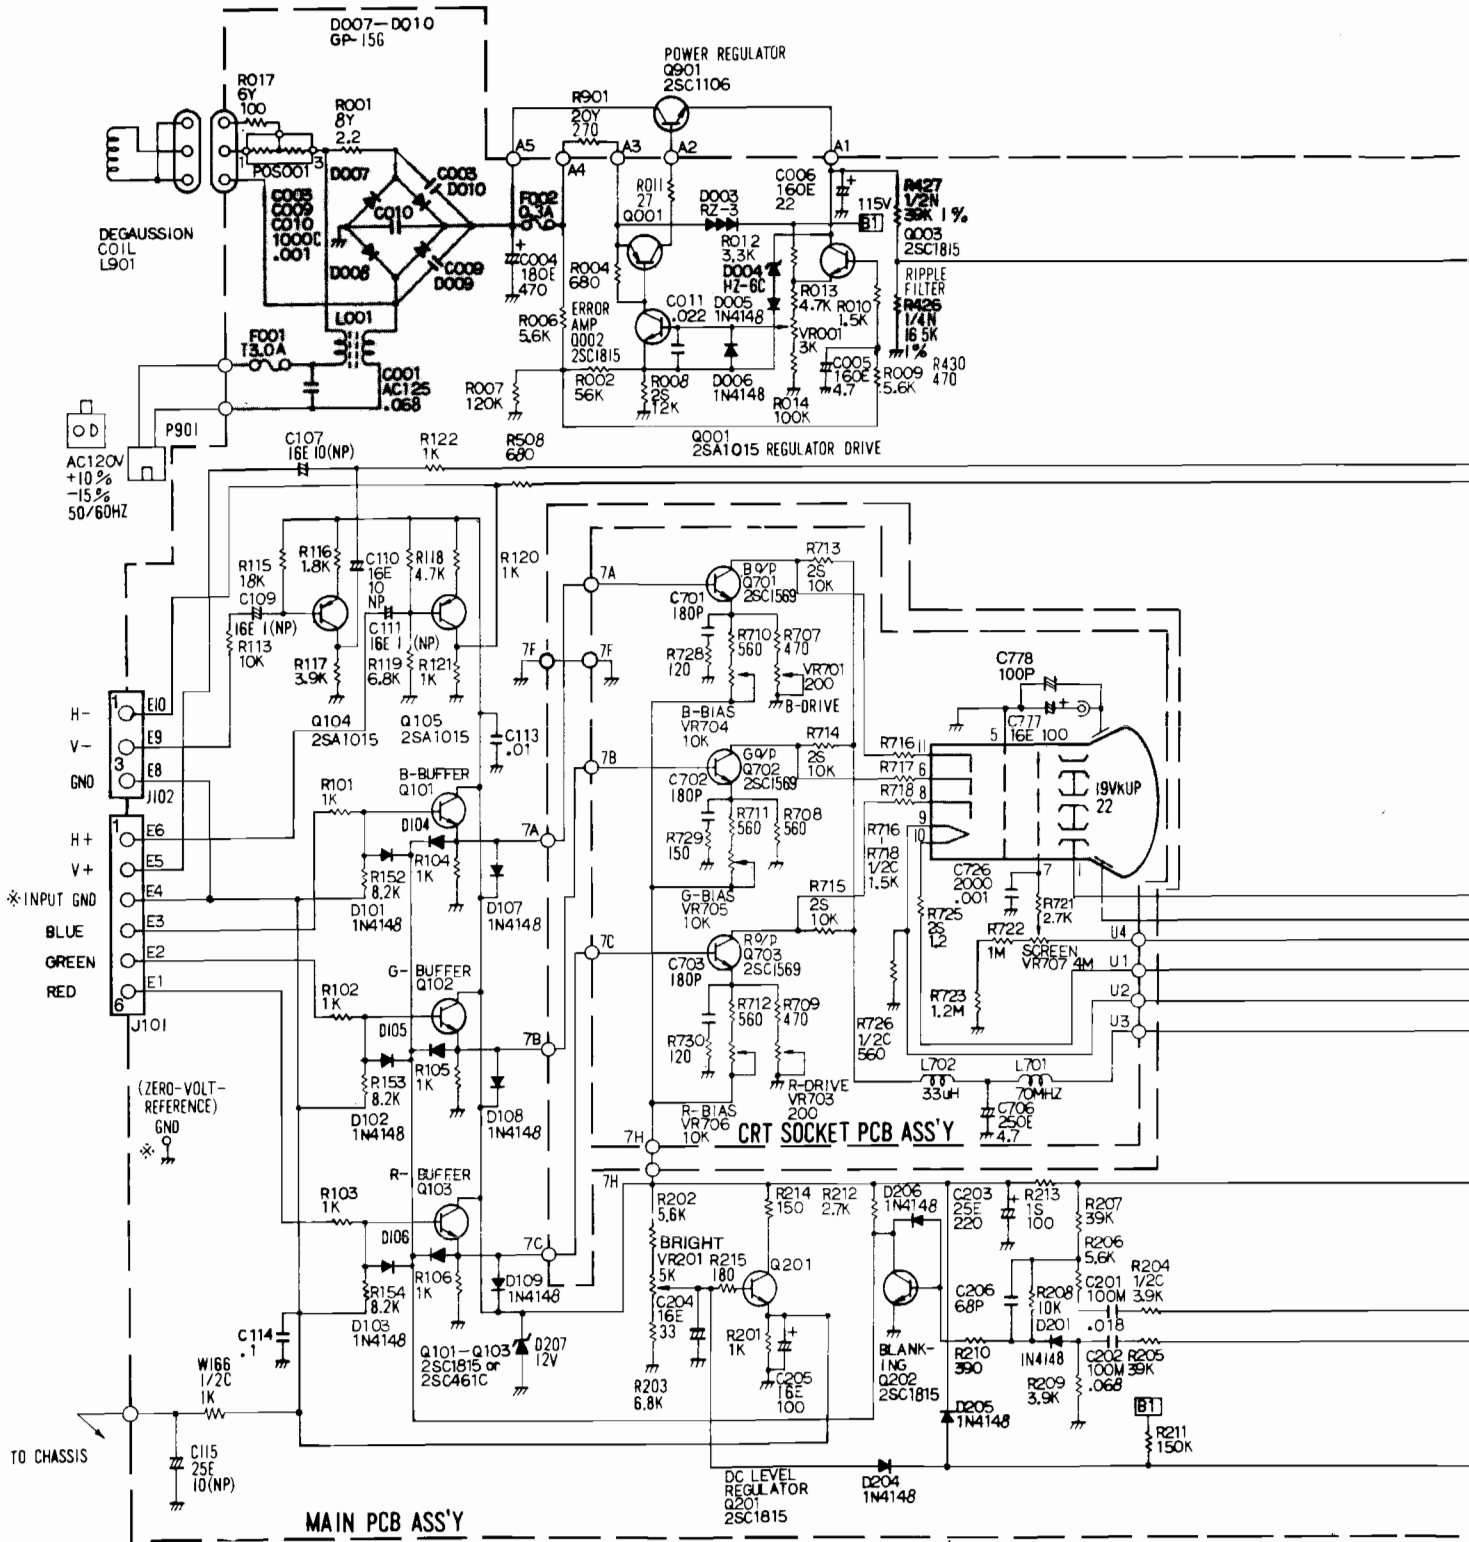 D007-D010
GP-15G
POWER REGULATOR
Q901
2SC1106
R017
6Y
100
R001
8Y
2.2
R901
20Y
270
A5
A4
A3
A2
A1
1
3
POS001
D007
C003
D010
C008
C009
C010
1000C
.001
C010
D008
C009
D009
DEGAUSSION
COIL
L901
F002
0.3A
C004
180E
470
R011
27
Q001
D003
RZ-3
C006
160E
22
115V
B1
R427
1/2N
39K 1%
Q003
2SC1815
R012
3.3K
D004
HZ-6C
R004
680
C011
.022
D005
1N4148
R013
4.7K
R010
1.5K
RIPPLE
FILTER
R426
1/4N
16.5K
1%
R006
5.6K
ERROR
AMP
Q002
2SC1815
VR001
3K
L001
F001
T3.0A
C001
AC125
.068
R007
120K
R002
56K
R008
2S
12K
D006
1N4148
R014
100K
C005
160E
4.7
R009
5.6K
R430
470
P901
AC120V
+10%
-15%
50/60HZ
C107
16E 10(NP)
R122
1K
R508
680
Q001
2SA1015 REGULATOR DRIVE
R115
18K
R116
1.8K
C110
16E
10
NP
R118
4.7K
R120
1K
C109
16E 1(NP)
R113
10K
C111
16E 1 (NP)
R117
3.9K
R119
6.8K
R121
1K
7A
7F
7F
C701
180P
B O/P
Q701
2SC1569
R713
2S
10K
R710
560
R707
470
R728
120
VR701
200
B-DRIVE
B-BIAS
VR704
10K
C778
100P
C777
16E 100
H-
V-
GND
1
3
E10
E9
E8
J102
Q104
2SA1015
Q105
2SA1015
C113
.01
7B
C702
180P
G O/P
Q702
2SC1569
R714
2S
10K
R716
R717
R718
11
6
8
9
10
5
7
1
19VKUP
22
R101
1K
B-BUFFER
Q101
D104
7A
R711
560
R708
560
R729
150
G-BIAS
VR705
10K
R716
R718
1/2C
1.5K
C726
2000
.001
R721
2.7K
H+
V+
※INPUT GND
BLUE
GREEN
RED
1
6
E6
E5
E4
E3
E2
E1
J101
R152
8.2K
R104
1K
D101
1N4148
D107
1N4148
R715
2S
10K
R725
2S
1.2
R722
1M
SCREEN
VR707 4M
U4
U1
U2
U3
7C
C703
180P
R O/P
Q703
2SC1569
G-BUFFER
Q102
R102
1K
D105
7B
R712
560
R709
470
R730
120
R726
1/2C
560
R723
1.2M
R153
8.2K
R105
1K
D102
1N4148
D108
1N4148
R-DRIVE
VR703
200
R-BIAS
VR706
10K
L702
33uH
L701
70MHZ
C706
250E
4.7
(ZERO-VOLT-
REFERENCE)
GND
※
7H
CRT SOCKET PCB ASS'Y
7H
R-BUFFER
Q103
R103
1K
D106
7C
R202
5.6K
R214
150
R212
2.7K
D206
1N4148
C203
25E
220
R213
1S
100
R207
39K
BRIGHT
VR201
5K
R215
180
Q201
R206
5.6K
R204
1/2C
3.9K
R154
8.2K
R106
1K
D103
1N4148
D109
1N4148
C204
16E
33
C206
68P
R208
10K
C201
100M
.018
D201
1N4148
C114
.1
Q101-Q103
2SC1815 or
2SC461C
D207
12V
R201
1K
R203
6.8K
C205
16E
100
BLANK-
ING
Q202
2SC1815
R210
390
R209
3.9K
C202
100M
.068
R205
39K
W166
1/2C
1K
D205
1N4148
B1
R211
150K
TO CHASSIS
C115
25E
10(NP)
DC LEVEL
REGULATOR
Q201
2SC1815
D204
1N4148
MAIN PCB ASS'Y